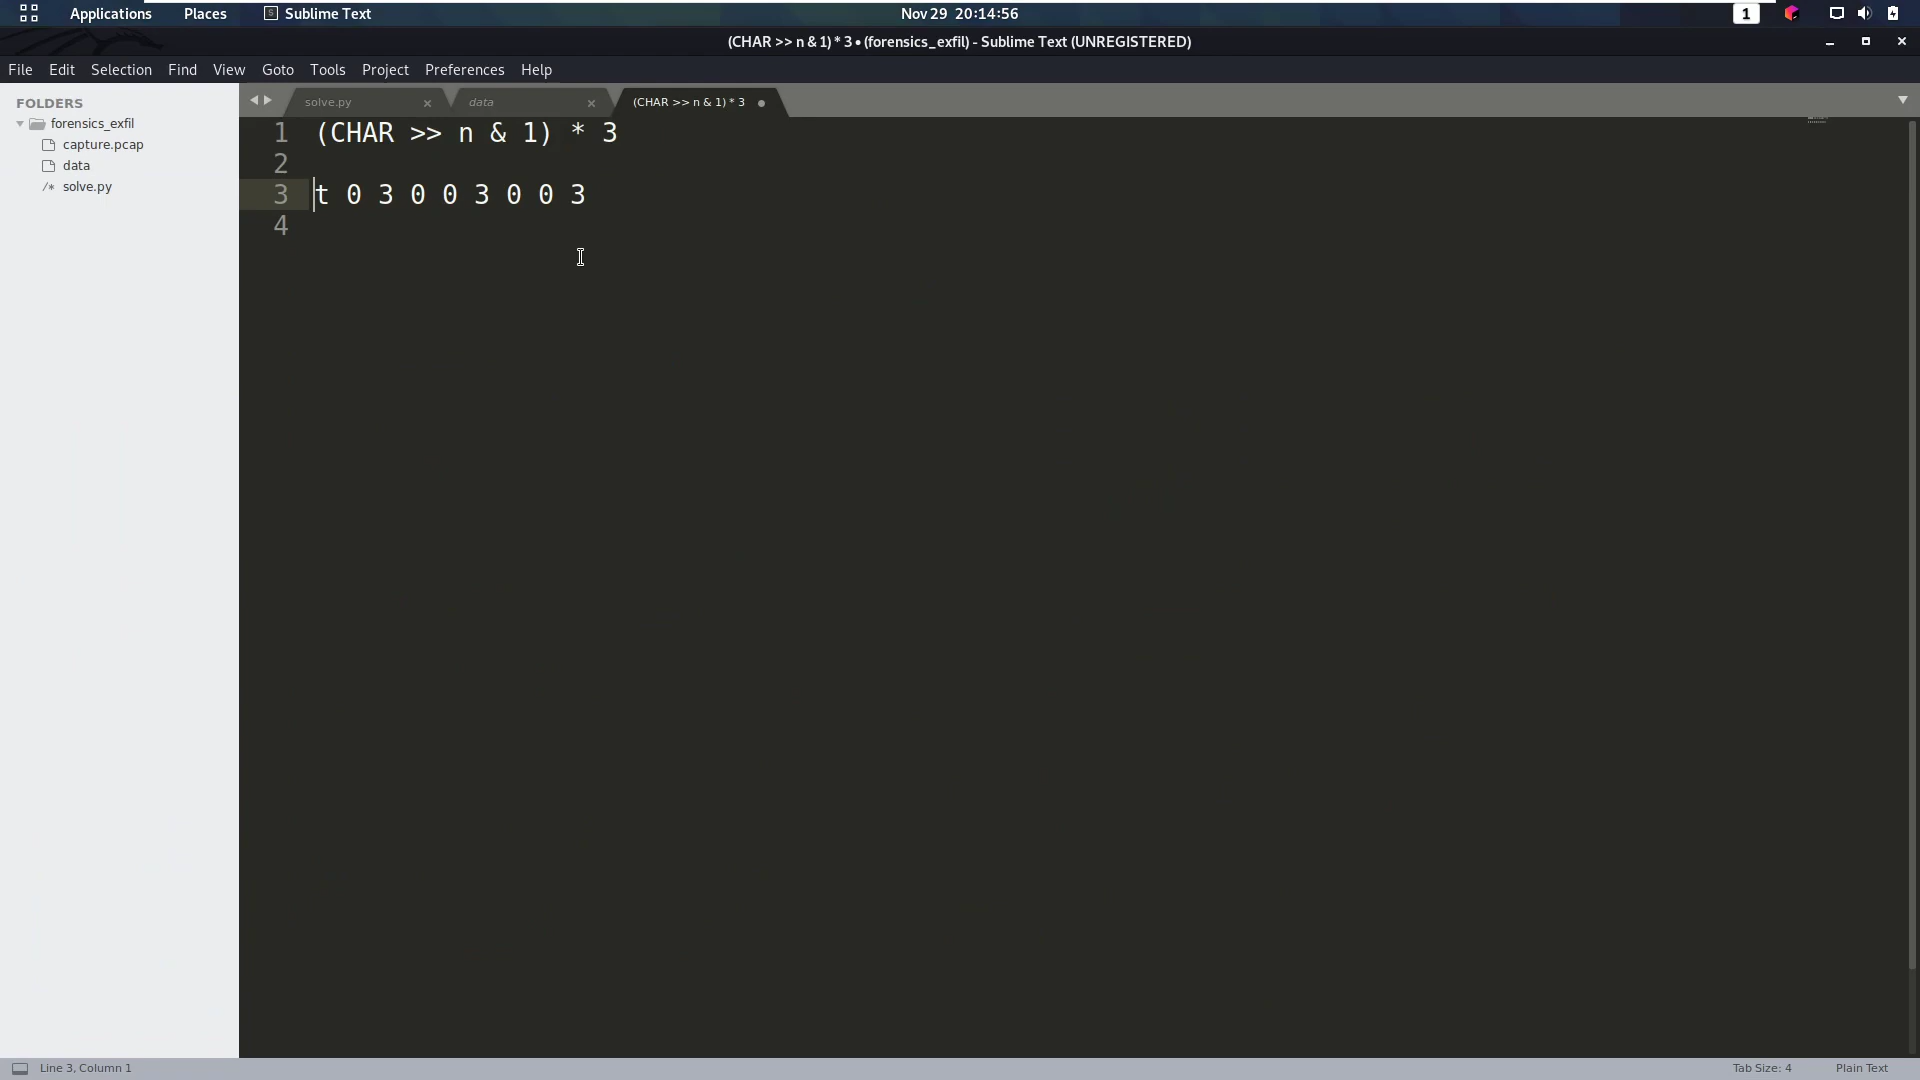 Applications Places Sublime Text Nov 29 20:14:56 1
(CHAR >> n & 1) * 3 • (forensics_exfil) - Sublime Text (UNREGISTERED)
File Edit Selection Find View Goto Tools Project Preferences Help
FOLDERS
forensics_exfil
capture.pcap
data
/* solve.py
solve.py data (CHAR >> n & 1) * 3
1 (CHAR >> n & 1) * 3
2
3 t 0 3 0 0 3 0 0 3
4
Line 3, Column 1 Tab Size: 4 Plain Text